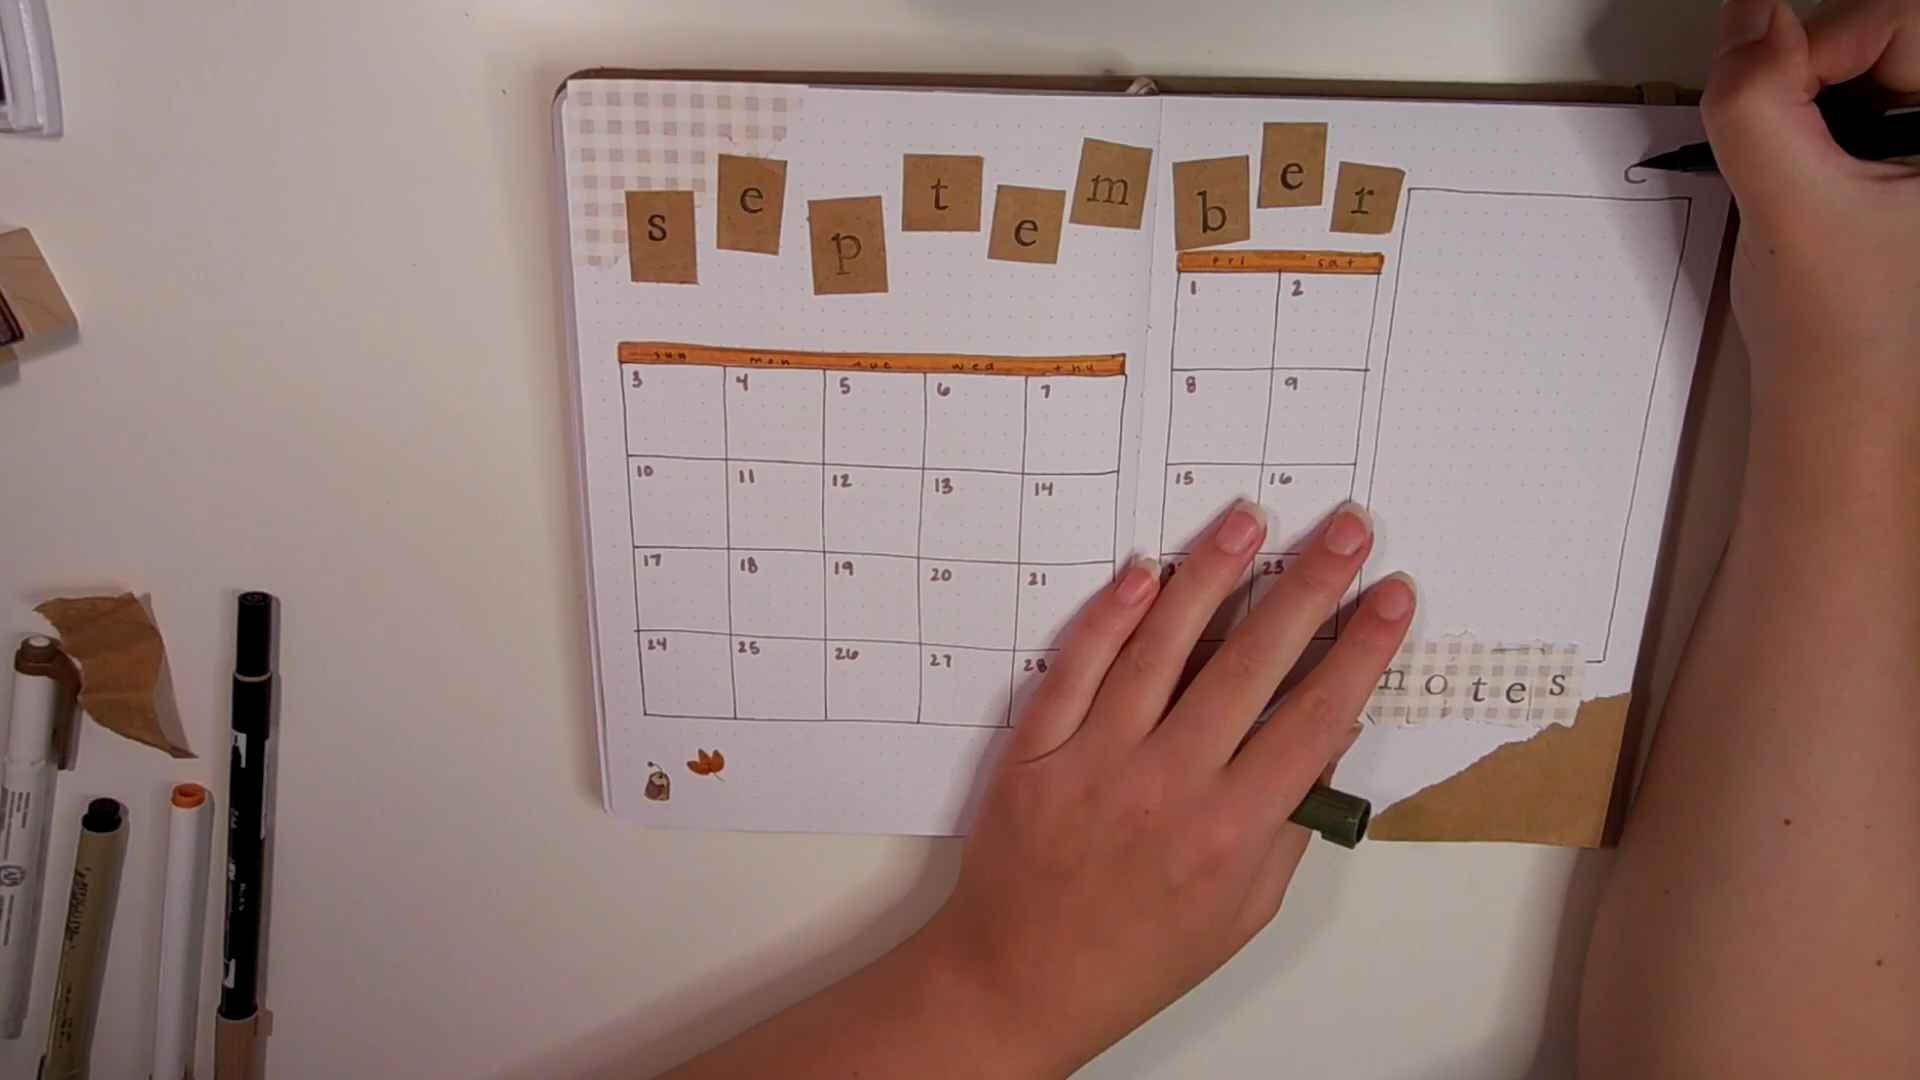 september
fri sat
1 2
sun mon tue wed thu
3 4 5 6 7 8 9
10 11 12 13 14 15 16
17 18 19 20 21 23
24 25 26 27 28
notes